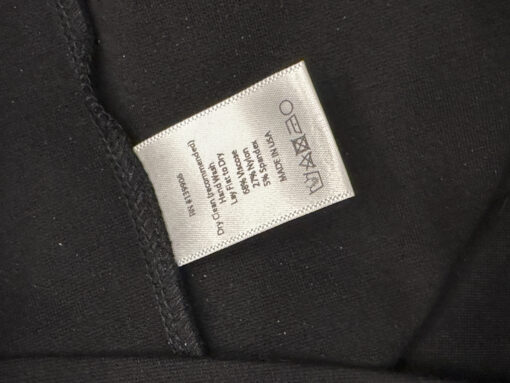 RN #139936
Dry Clean (recommended)
Hand Wash
Lay Flat to Dry
68% Viscose
27% Nylon
5% Spandex
MADE IN USA